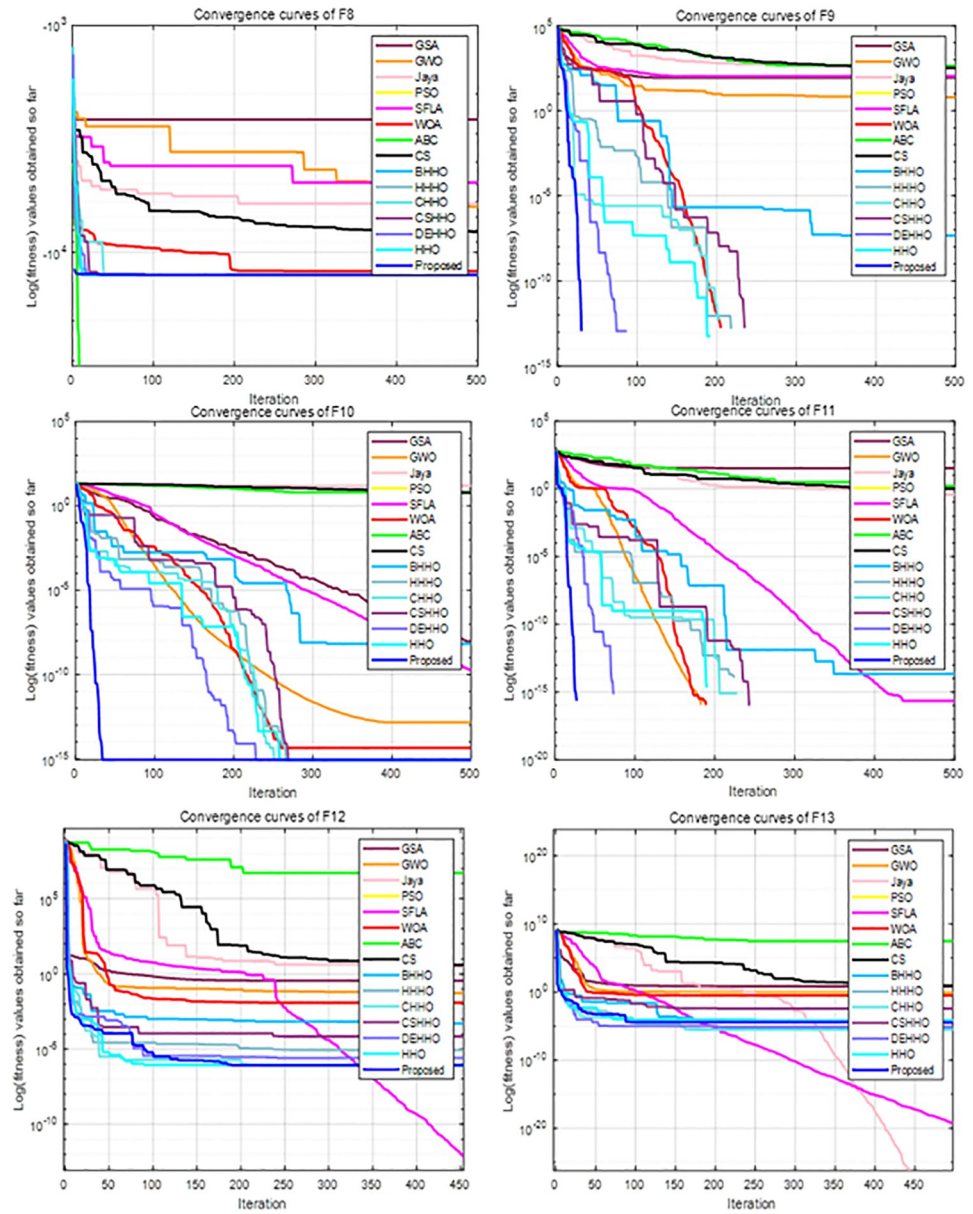 Convergence curves of F8
Log(fitness) values obtained so far
-10^3
-10^4
GSA
GWO
Jaya
PSO
SFLA
WOA
ABC
CS
BHHO
HHHO
CHHO
CSHHO
DEHHO
HHO
Proposed
0 100 200 300 400 500
Iteration
Convergence curves of F9
Log(fitness) values obtained so far
10^5
10^0
10^-5
10^-10
10^-15
GSA
GWO
Jaya
PSO
SFLA
WOA
ABC
CS
BHHO
HHHO
CHHO
CSHHO
DEHHO
HHO
Proposed
0 100 200 300 400 500
Iteration
Convergence curves of F10
Log(fitness) values obtained so far
10^5
10^0
10^-5
10^-10
10^-15
GSA
GWO
Jaya
PSO
SFLA
WOA
ABC
CS
BHHO
HHHO
CHHO
CSHHO
DEHHO
HHO
Proposed
0 100 200 300 400 500
Iteration
Convergence curves of F11
Log(fitness) values obtained so far
10^5
10^0
10^-5
10^-10
10^-15
10^-20
GSA
GWO
Jaya
PSO
SFLA
WOA
ABC
CS
BHHO
HHHO
CHHO
CSHHO
DEHHO
HHO
Proposed
0 100 200 300 400 500
Iteration
Convergence curves of F12
Log(fitness) values obtained so far
10^5
10^0
10^-5
10^-10
GSA
GWO
Jaya
PSO
SFLA
WOA
ABC
CS
BHHO
HHHO
CHHO
CSHHO
DEHHO
HHO
Proposed
0 50 100 150 200 250 300 350 400 450
Iteration
Convergence curves of F13
Log(fitness) values obtained so far
10^20
10^10
10^0
10^-10
10^-20
GSA
GWO
Jaya
PSO
SFLA
WOA
ABC
CS
BHHO
HHHO
CHHO
CSHHO
DEHHO
HHO
Proposed
0 50 100 150 200 250 300 350 400 450
Iteration